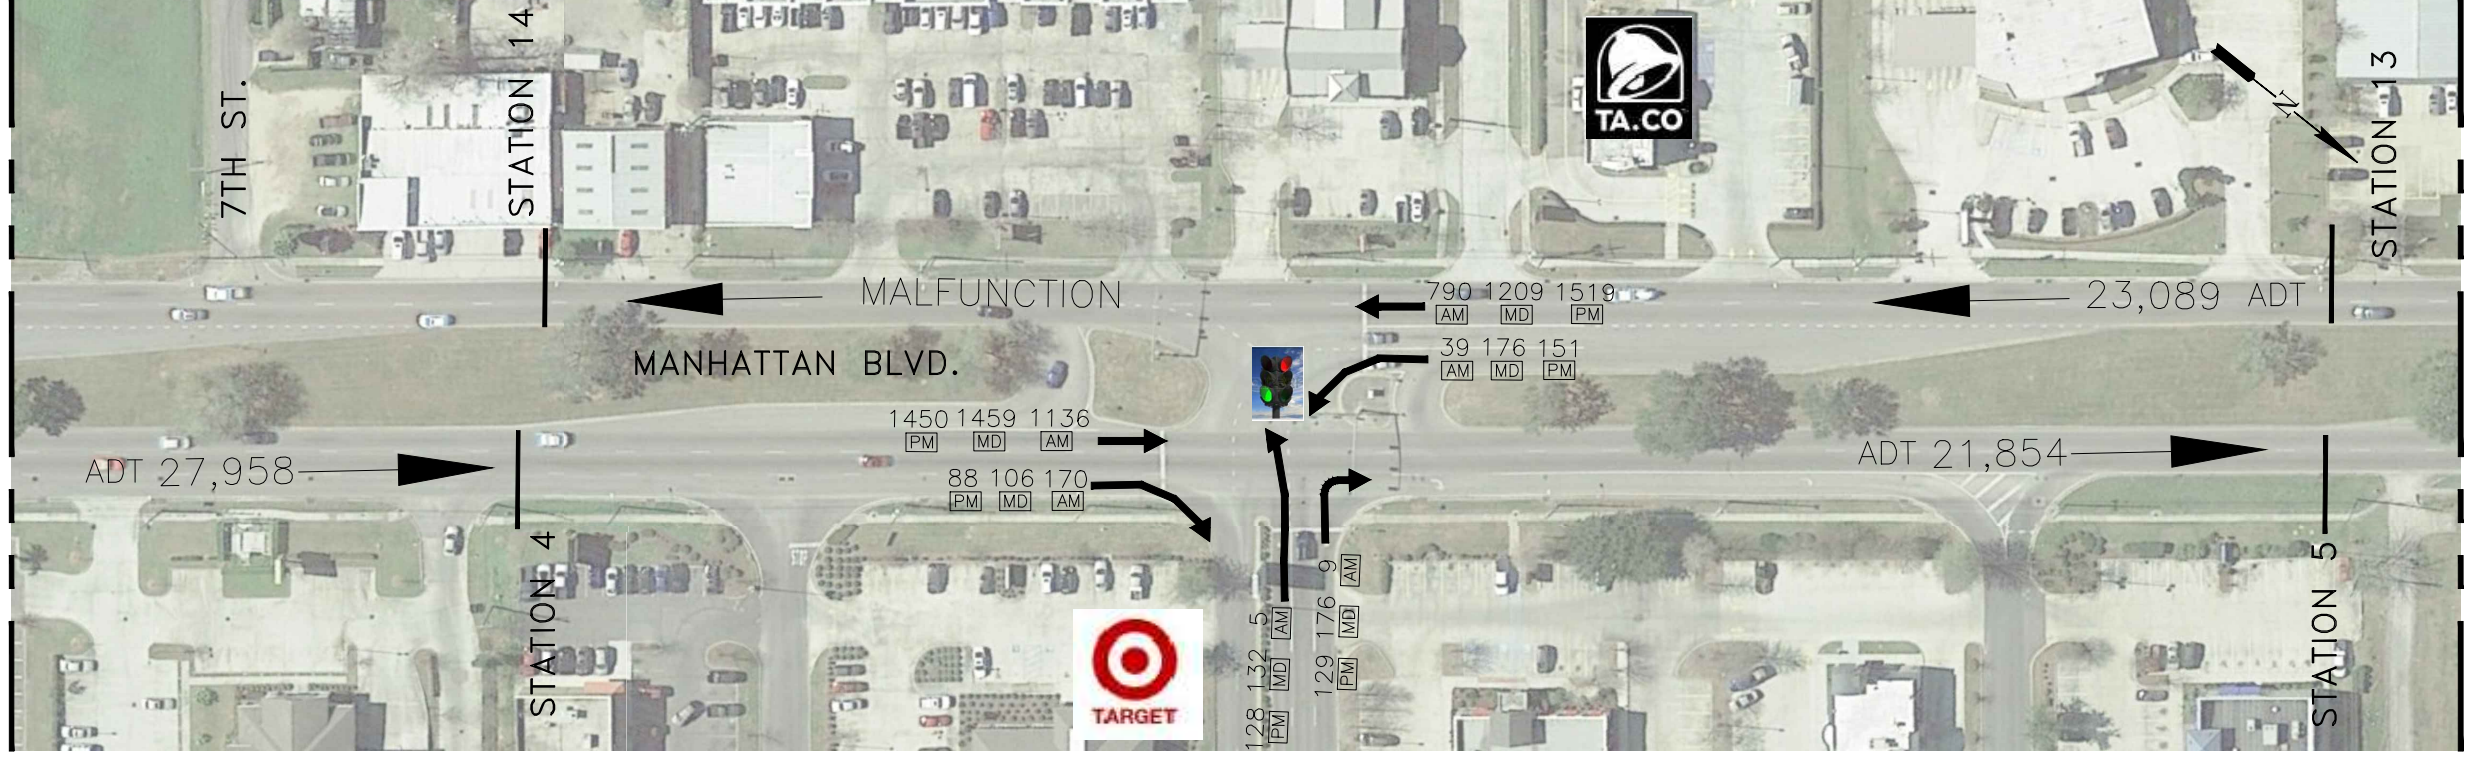 7TH ST.
STATION 14
TA.CO
N
STATION 13
MALFUNCTION
790 1209 1519
AM MD PM
23,089 ADT
MANHATTAN BLVD.
39 176 151
AM MD PM
1450 1459 1136
PM MD AM
ADT 27,958
88 106 170
PM MD AM
ADT 21,854
STATION 4
STOP
TARGET
128 132 5
PM MD AM
129 176 9
PM MD AM
STATION 5